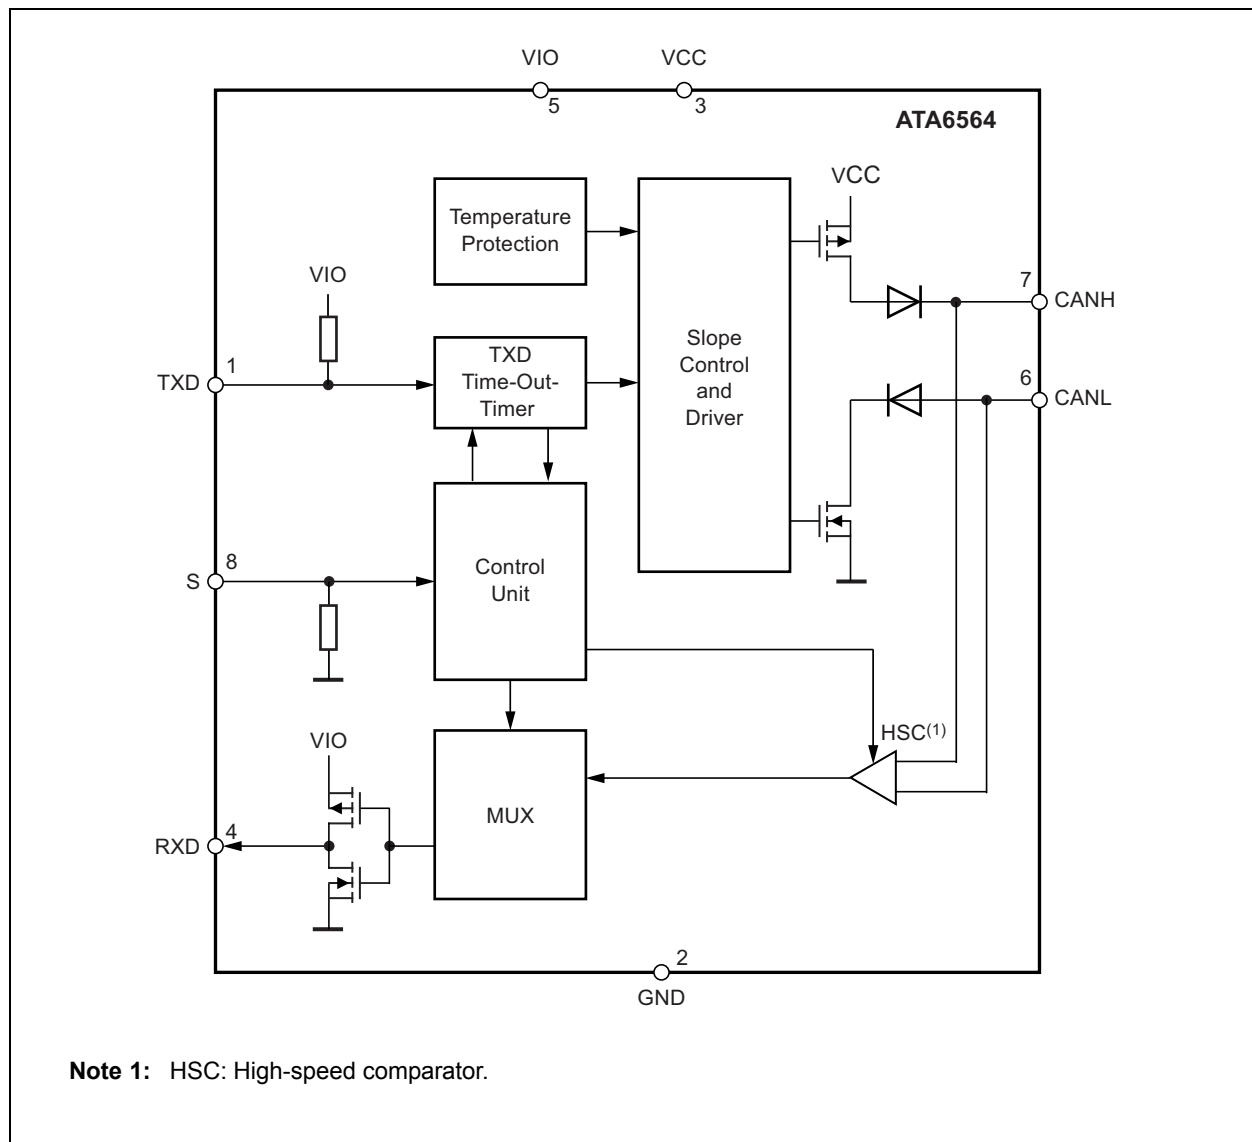 VIO
VCC
5
3
ATA6564
VCC
Temperature
Protection
VIO
7
CANH
Slope
Control
and
Driver
1
TXD
TXD
Time-Out-
Timer
6
CANL
8
S
Control
Unit
HSC(1)
VIO
MUX
4
RXD
2
GND
Note 1: HSC: High-speed comparator.